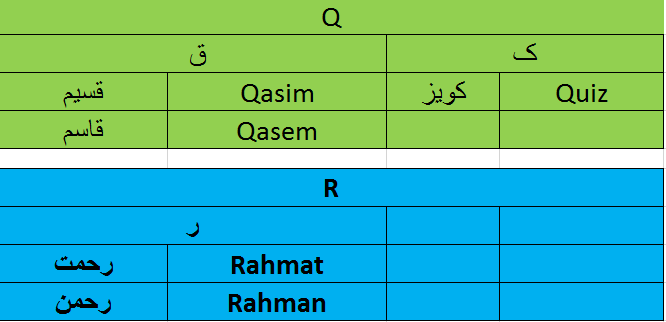 Q
ق ک
قسیم Qasim کویز Quiz
قاسم Qasem
R
ر
رحمت Rahmat
رحمن Rahman